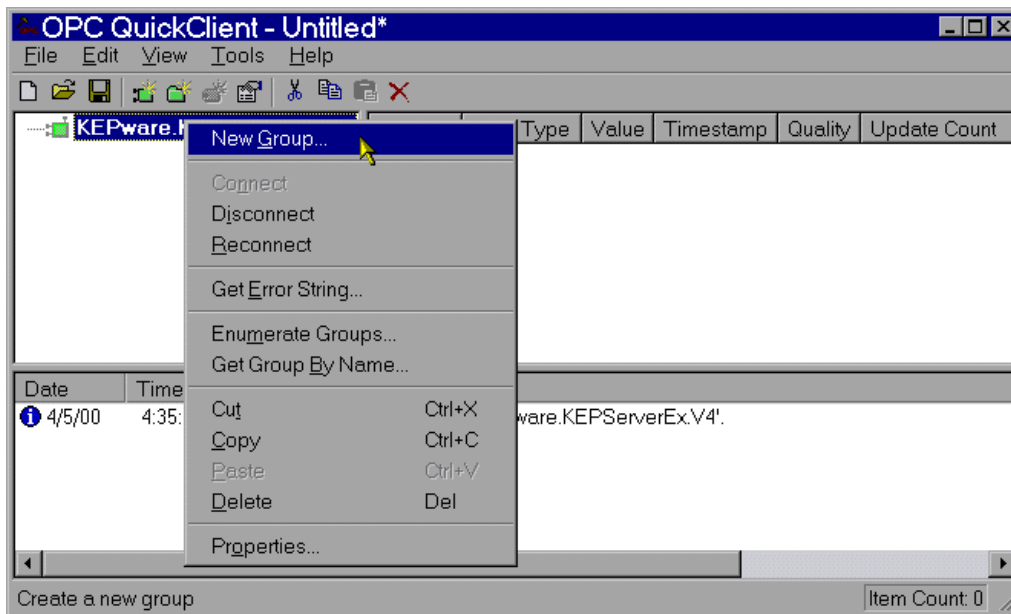 OPC QuickClient - Untitled*
File Edit View Tools Help
KEPware.
Type Value Timestamp Quality Update Count
New Group...
Connect
Disconnect
Reconnect
Get Error String...
Enumerate Groups...
Get Group By Name...
Cut Ctrl+X
Copy Ctrl+C
Paste Ctrl+V
Delete Del
Properties...
Date Time
4/5/00 4:35: ware.KEPServerEx.V4'.
Create a new group Item Count: 0